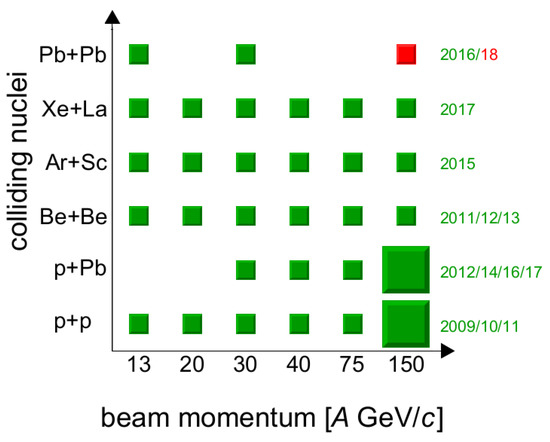 colliding nuclei
Pb+Pb 2016/18
Xe+La 2017
Ar+Sc 2015
Be+Be 2011/12/13
p+Pb 2012/14/16/17
p+p 2009/10/11
13 20 30 40 75 150
beam momentum [A GeV/c]